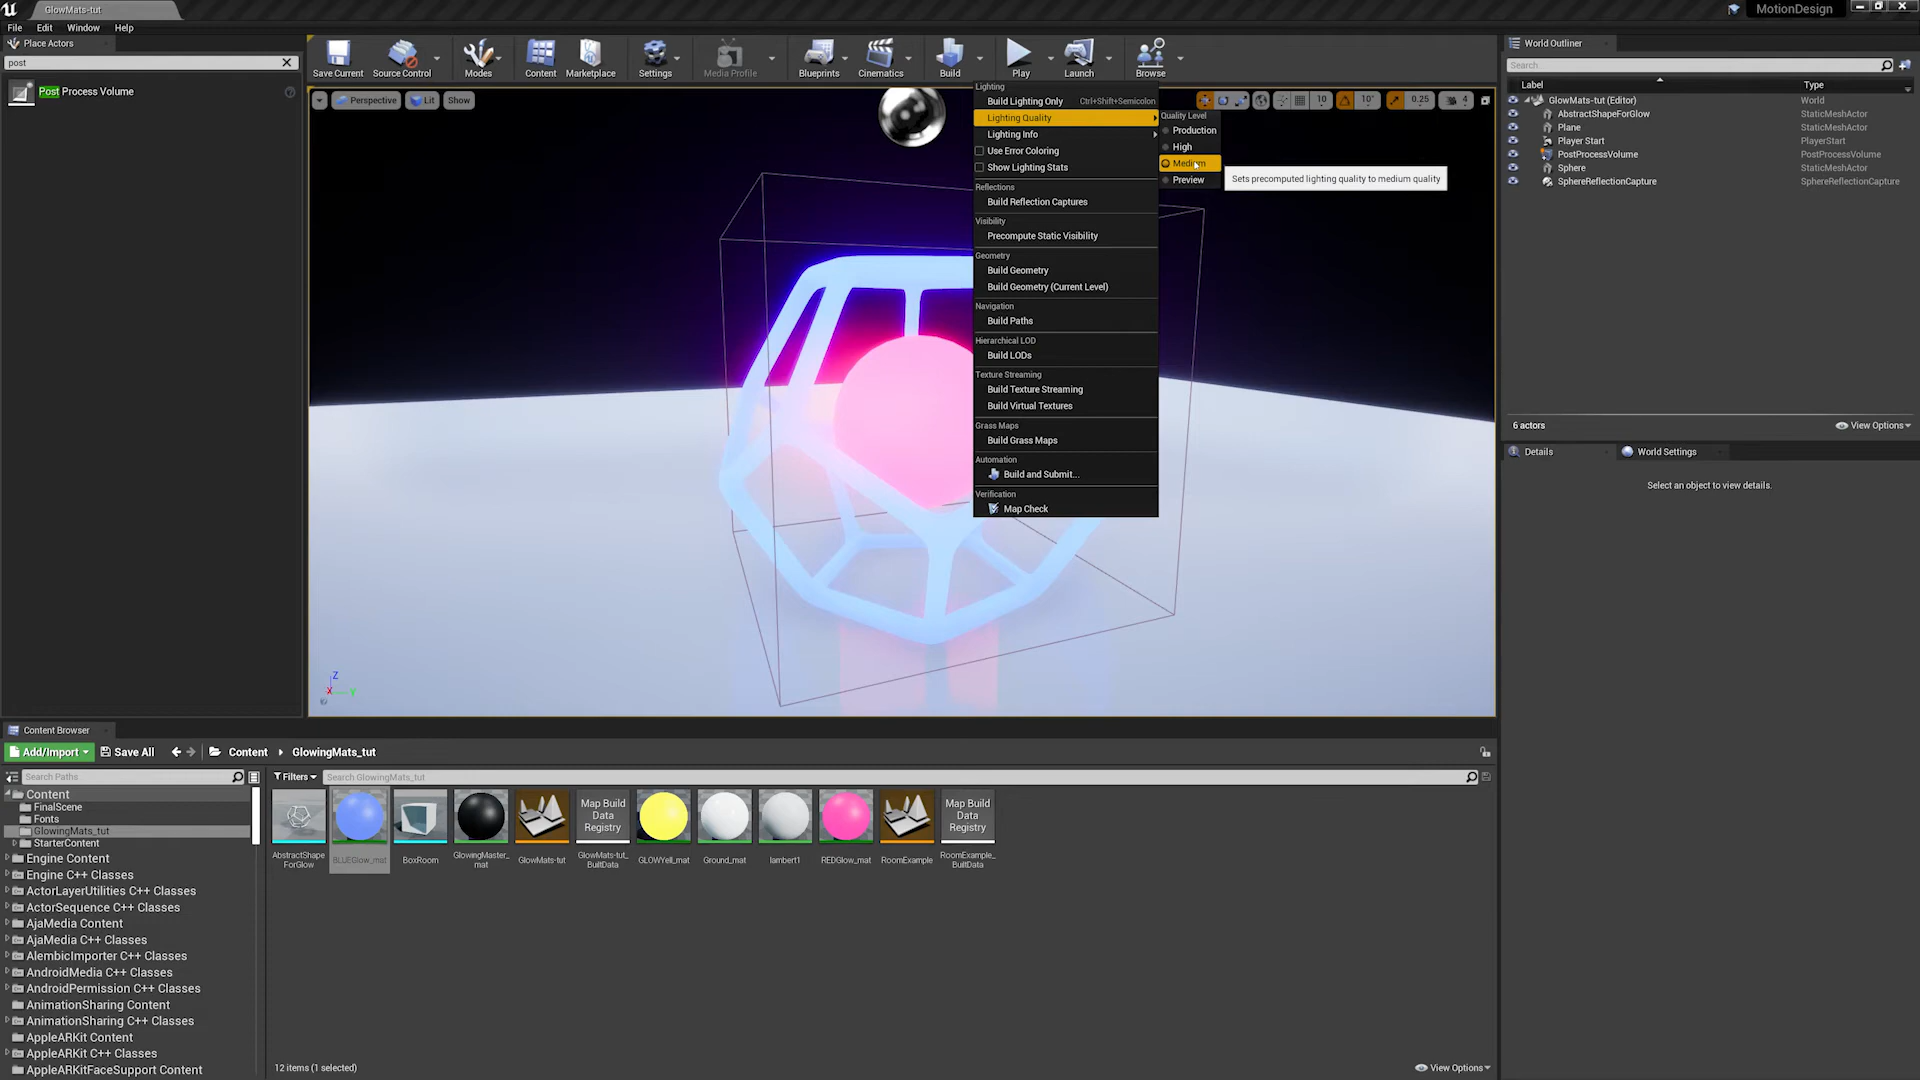 GlowMats-tut
MotionDesign
File Edit Window Help
Place Actors
post
Post Process Volume
Save Current
Source Control
Modes
Content
Marketplace
Settings
Media Profile
Blueprints
Cinematics
Build
Play
Launch
Browse
Perspective Lit Show
10 10° 0.25 4
Lighting
Build Lighting Only Ctrl+Shift+Semicolon
Lighting Quality
Lighting Info
Use Error Coloring
Show Lighting Stats
Reflections
Build Reflection Captures
Visibility
Precompute Static Visibility
Geometry
Build Geometry
Build Geometry (Current Level)
Navigation
Build Paths
Hierarchical LOD
Build LODs
Texture Streaming
Build Texture Streaming
Build Virtual Textures
Grass Maps
Build Grass Maps
Automation
Build and Submit...
Verification
Map Check
Quality Level
Production
High
Medium
Preview
Sets precomputed lighting quality to medium quality
Z
X Y
World Outliner
Search
Label Type
GlowMats-tut (Editor) World
AbstractShapeForGlow StaticMeshActor
Plane StaticMeshActor
Player Start PlayerStart
PostProcessVolume PostProcessVolume
Sphere StaticMeshActor
SphereReflectionCapture SphereReflectionCapture
6 actors
View Options
Details World Settings
Select an object to view details.
Content Browser
Add/Import Save All Content GlowingMats_tut
Search Paths
Filters Search GlowingMats_tut
Content
FinalScene
Fonts
GlowingMats_tut
StarterContent
Engine Content
Engine C++ Classes
ActorLayerUtilities C++ Classes
ActorSequence C++ Classes
AjaMedia Content
AjaMedia C++ Classes
AlembicImporter C++ Classes
AndroidMedia C++ Classes
AndroidPermission C++ Classes
AnimationSharing Content
AnimationSharing C++ Classes
AppleARKit Content
AppleARKit C++ Classes
AppleARKitFaceSupport Content
AbstractShape
ForGlow
BLUEGlow_mat
BoxRoom
GlowingMaster_
mat
GlowMats-tut
Map Build
Data
Registry
GlowMats-tut_
BuiltData
GLOWYell_mat
Ground_mat
lambert1
REDGlow_mat
RoomExample
Map Build
Data
Registry
RoomExample_
BuiltData
12 items (1 selected)
View Options